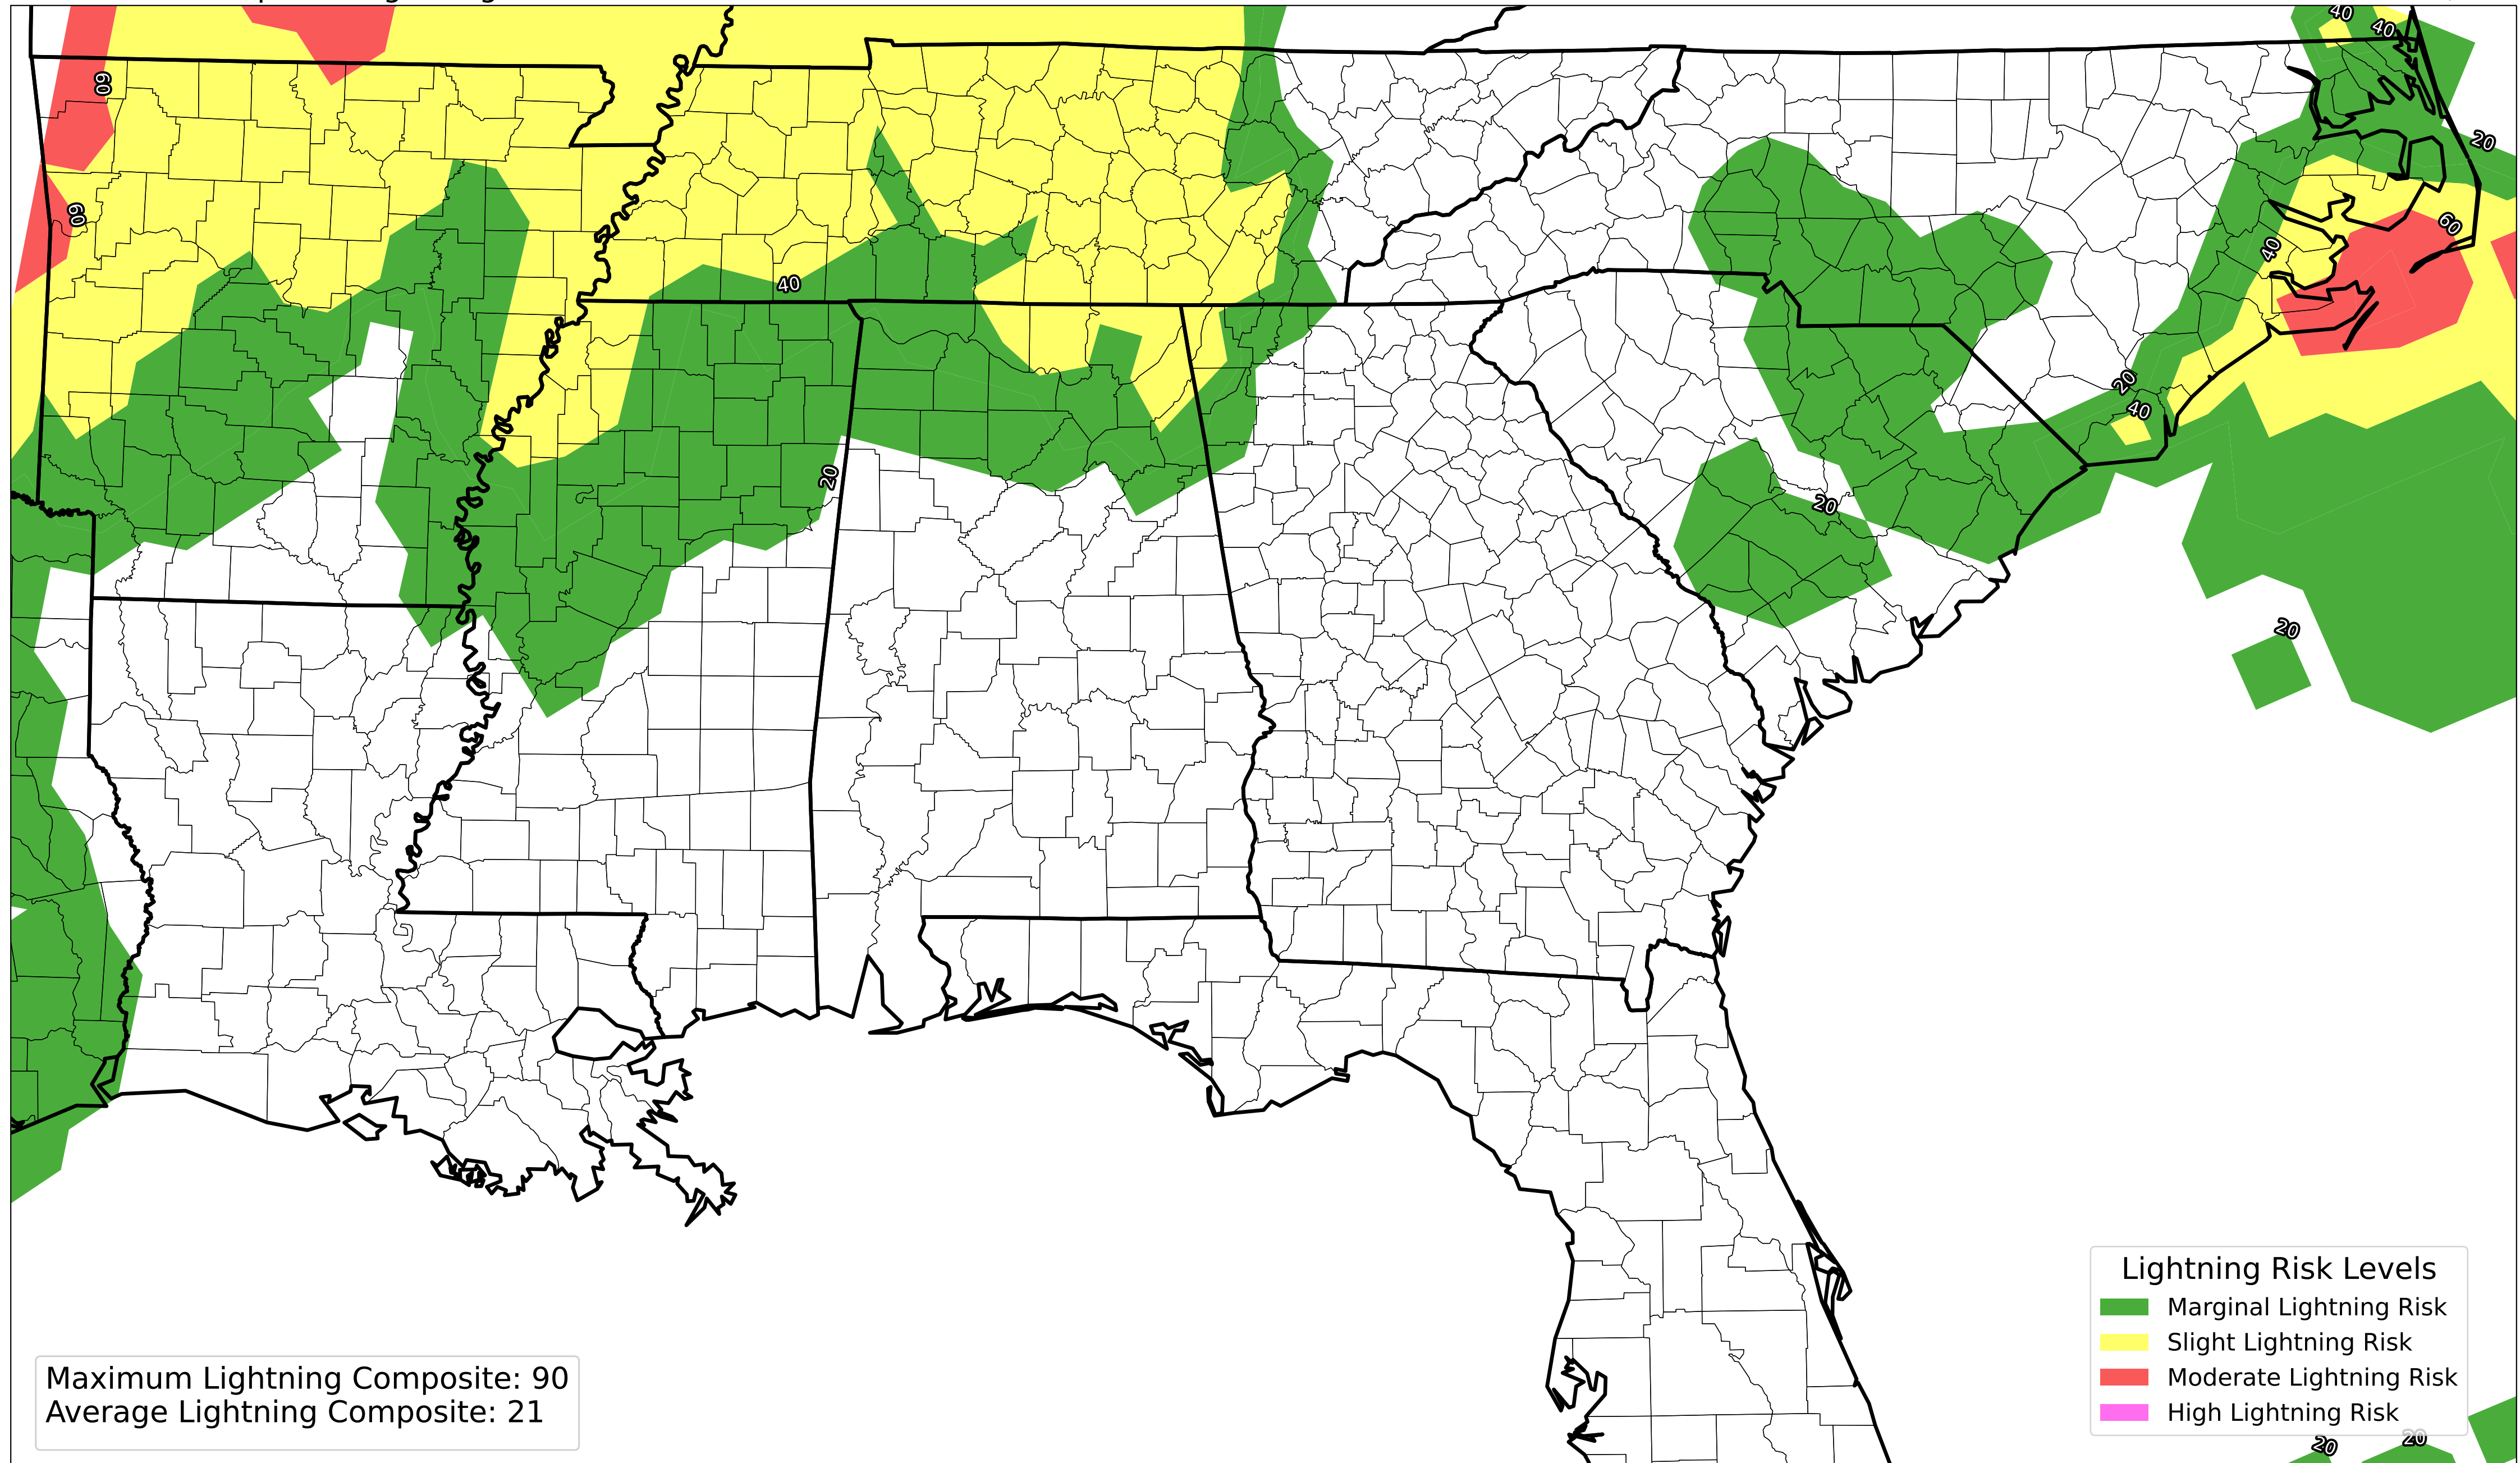 40
40
60
20
60
60
40
40
20
40
20
20
20
Lightning Risk Levels
Marginal Lightning Risk
Slight Lightning Risk
Moderate Lightning Risk
High Lightning Risk
Maximum Lightning Composite: 90
Average Lightning Composite: 21
20
20